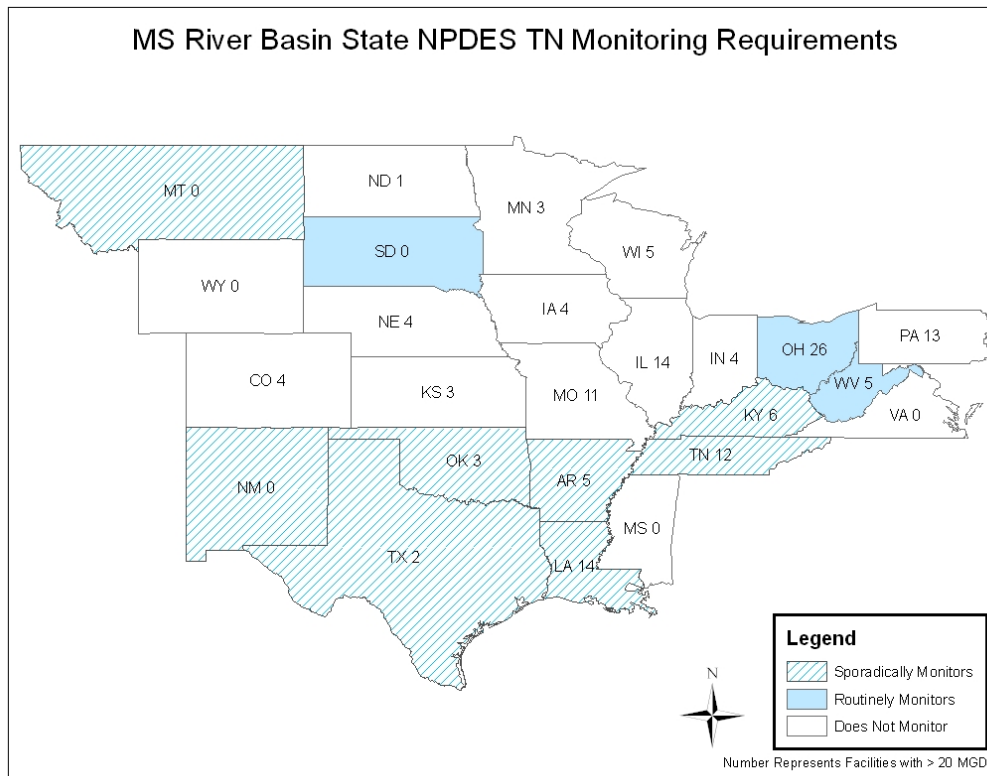 MS River Basin State NPDES TN Monitoring Requirements
MT 0
ND 1
MN 3
SD 0
WI 5
WY 0
IA 4
NE 4
PA 13
OH 26
IL 14
IN 4
CO 4
KS 3
MO 11
WV 5
KY 6
VA 0
OK 3
TN 12
NM 0
AR 5
MS 0
TX 2
LA 14
Legend
Sporadically Monitors
Routinely Monitors
Does Not Monitor
N
Number Represents Facilities with > 20 MGD